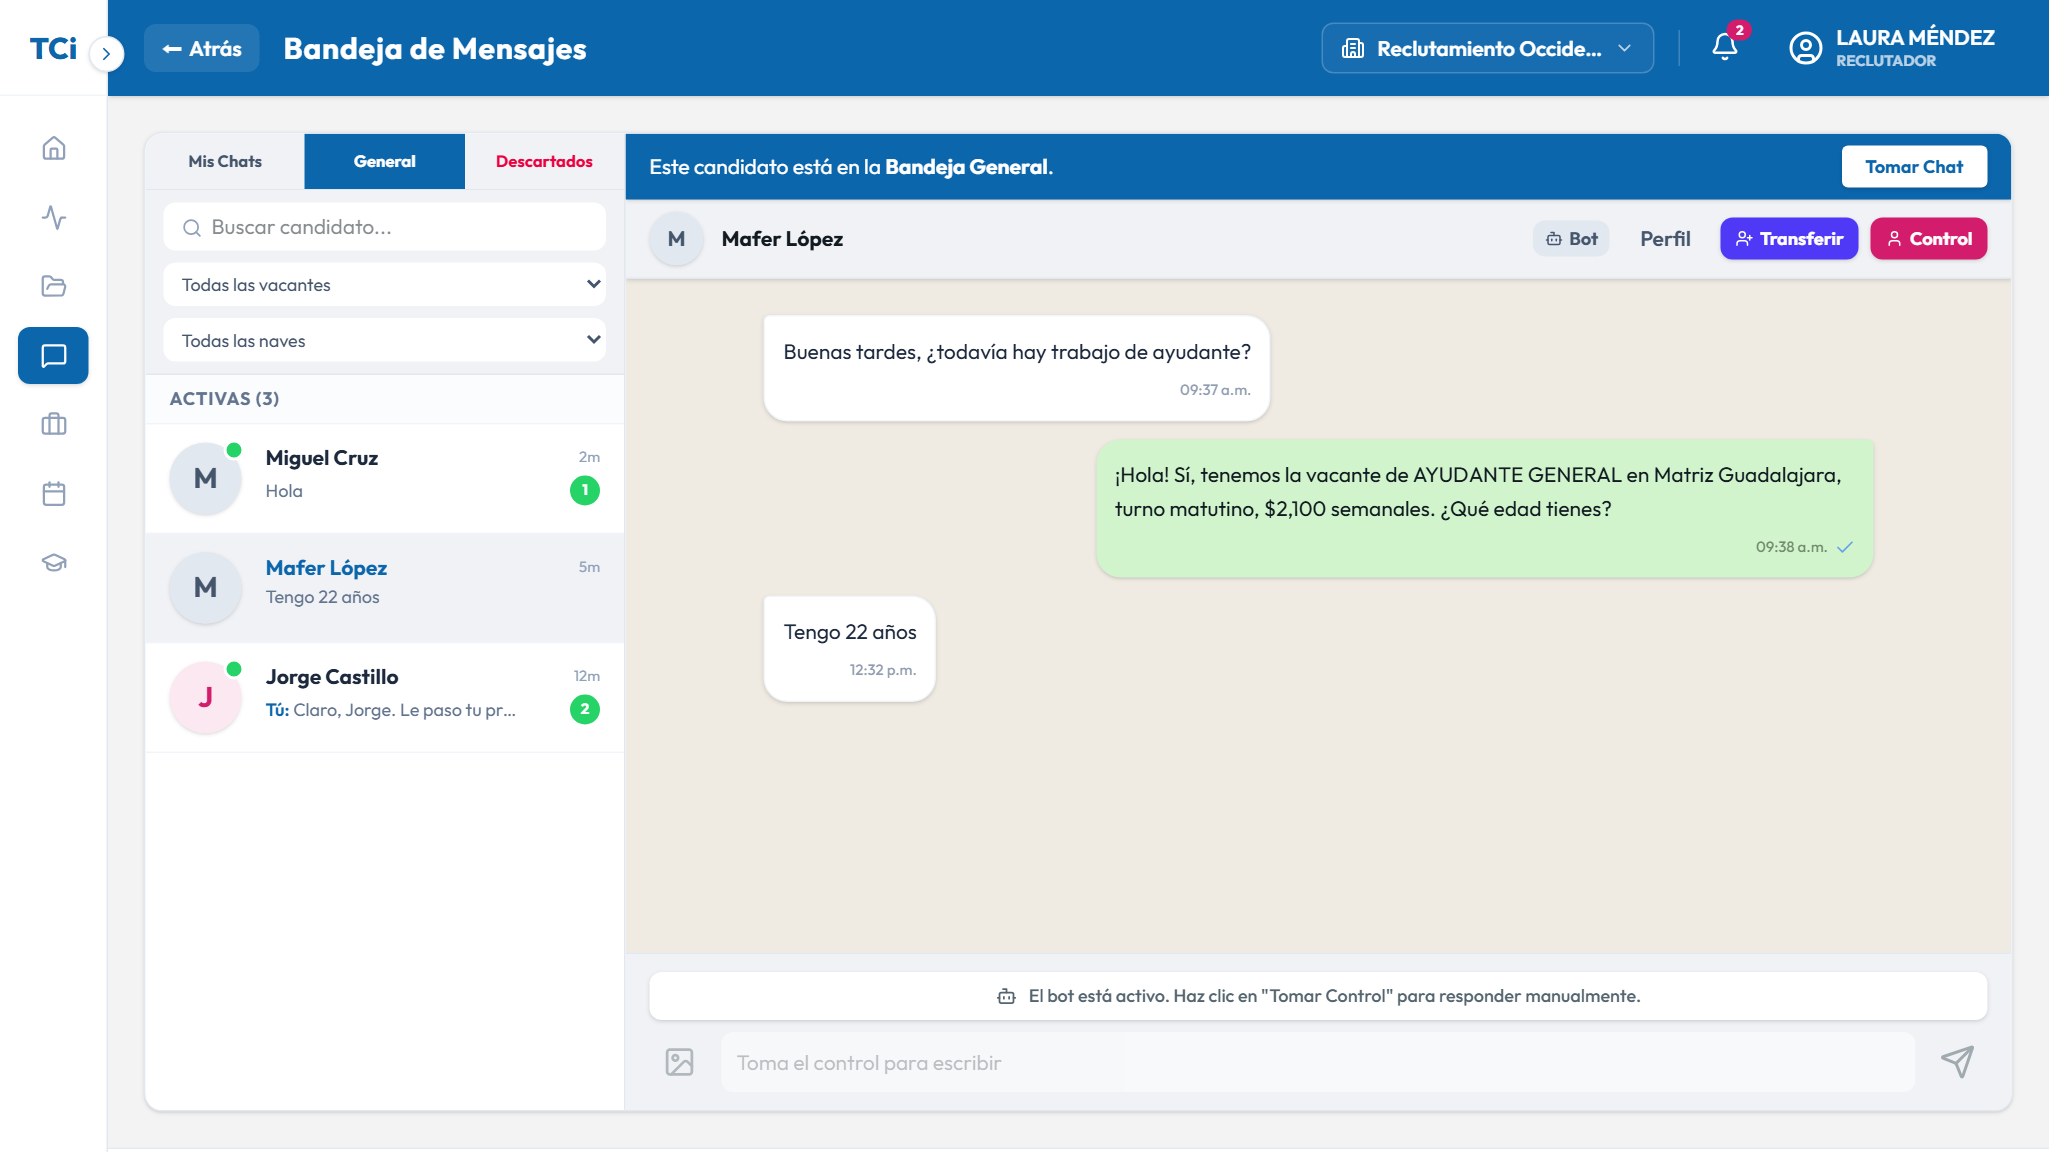 TCi
← Atrás
Bandeja de Mensajes
Reclutamiento Occide...
2
LAURA MÉNDEZ
RECLUTADOR
Mis Chats
General
Descartados
Buscar candidato...
Todas las vacantes
Todas las naves
ACTIVAS (3)
M
Miguel Cruz
2m
Hola
1
M
Mafer López
5m
Tengo 22 años
J
Jorge Castillo
12m
Tú: Claro, Jorge. Le paso tu pr...
2
Este candidato está en la Bandeja General.
Tomar Chat
M
Mafer López
Bot
Perfil
Transferir
Control
Buenas tardes, ¿todavía hay trabajo de ayudante?
09:37 a.m.
¡Hola! Sí, tenemos la vacante de AYUDANTE GENERAL en Matriz Guadalajara,
turno matutino, $2,100 semanales. ¿Qué edad tienes?
09:38 a.m.
Tengo 22 años
12:32 p.m.
El bot está activo. Haz clic en "Tomar Control" para responder manualmente.
Toma el control para escribir